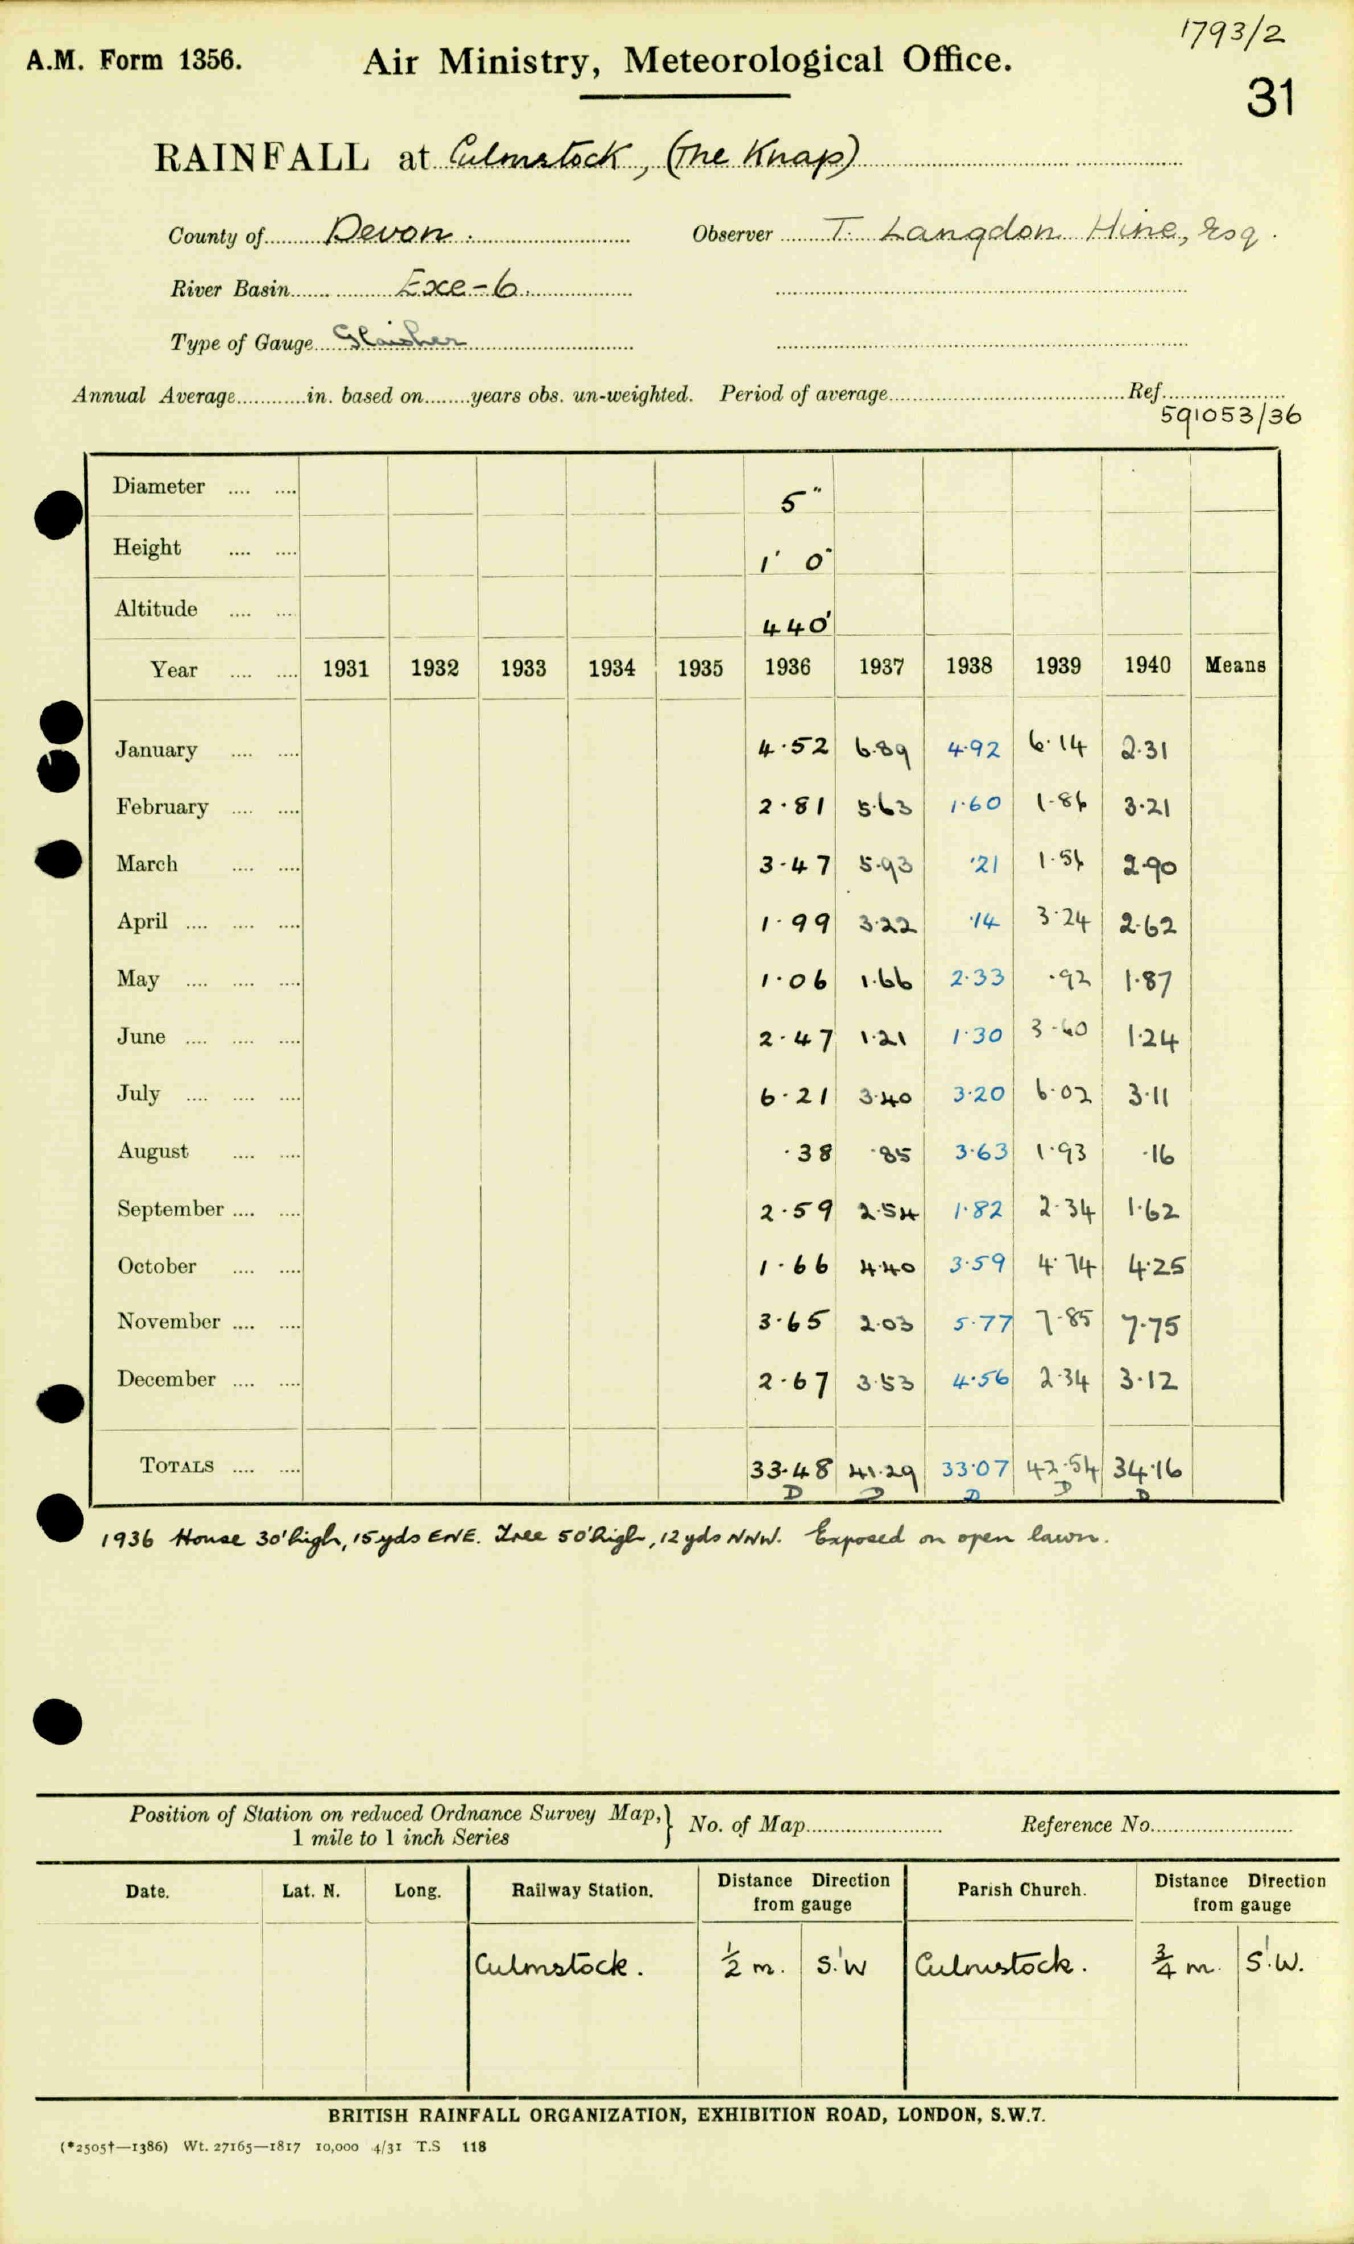 1793/2
A.M. Form 1356. Air Ministry, Meteorological Office.
31
RAINFALL at Culmstock, (The Knap)
County of Devon. Observer T. Langdon Hine, Esq.
River Basin Exe-6.
Type of Gauge Glaisher
Annual Average in. based on years obs. un-weighted. Period of average Ref.
591053/36
Diameter 5"
Height 1' 0"
Altitude 440'
Year 1931 1932 1933 1934 1935 1936 1937 1938 1939 1940 Means
January 4.52 6.89 4.92 6.14 2.31
February 2.81 5.63 1.60 1.86 3.21
March 3.47 5.93 .21 1.56 2.90
April 1.99 3.22 .14 3.24 2.62
May 1.06 1.66 2.33 .92 1.87
June 2.47 1.21 1.30 3.60 1.24
July 6.21 3.40 3.20 6.02 3.11
August .38 .85 3.63 1.93 .16
September 2.59 2.54 1.82 2.34 1.62
October 1.66 4.40 3.59 4.74 4.25
November 3.65 2.03 5.77 7.85 7.75
December 2.67 3.53 4.56 2.34 3.12
TOTALS 33.48 41.29 33.07 42.54 34.16
D D D D D
1936 House 30' high, 15 yds ENE. Tree 50' high, 12 yds NNW. Exposed on open lawn.
Position of Station on reduced Ordnance Survey Map, } No. of Map Reference No.
1 mile to 1 inch Series
Date. Lat. N. Long. Railway Station. Distance Direction from gauge Parish Church. Distance Direction from gauge
Culmstock. ½ m. S.W Culmstock. ¾ m. S.W.
BRITISH RAINFALL ORGANIZATION, EXHIBITION ROAD, LONDON, S.W.7.
(*2505†—1386) Wt. 27165—1817 10,000 4/31 T.S 118